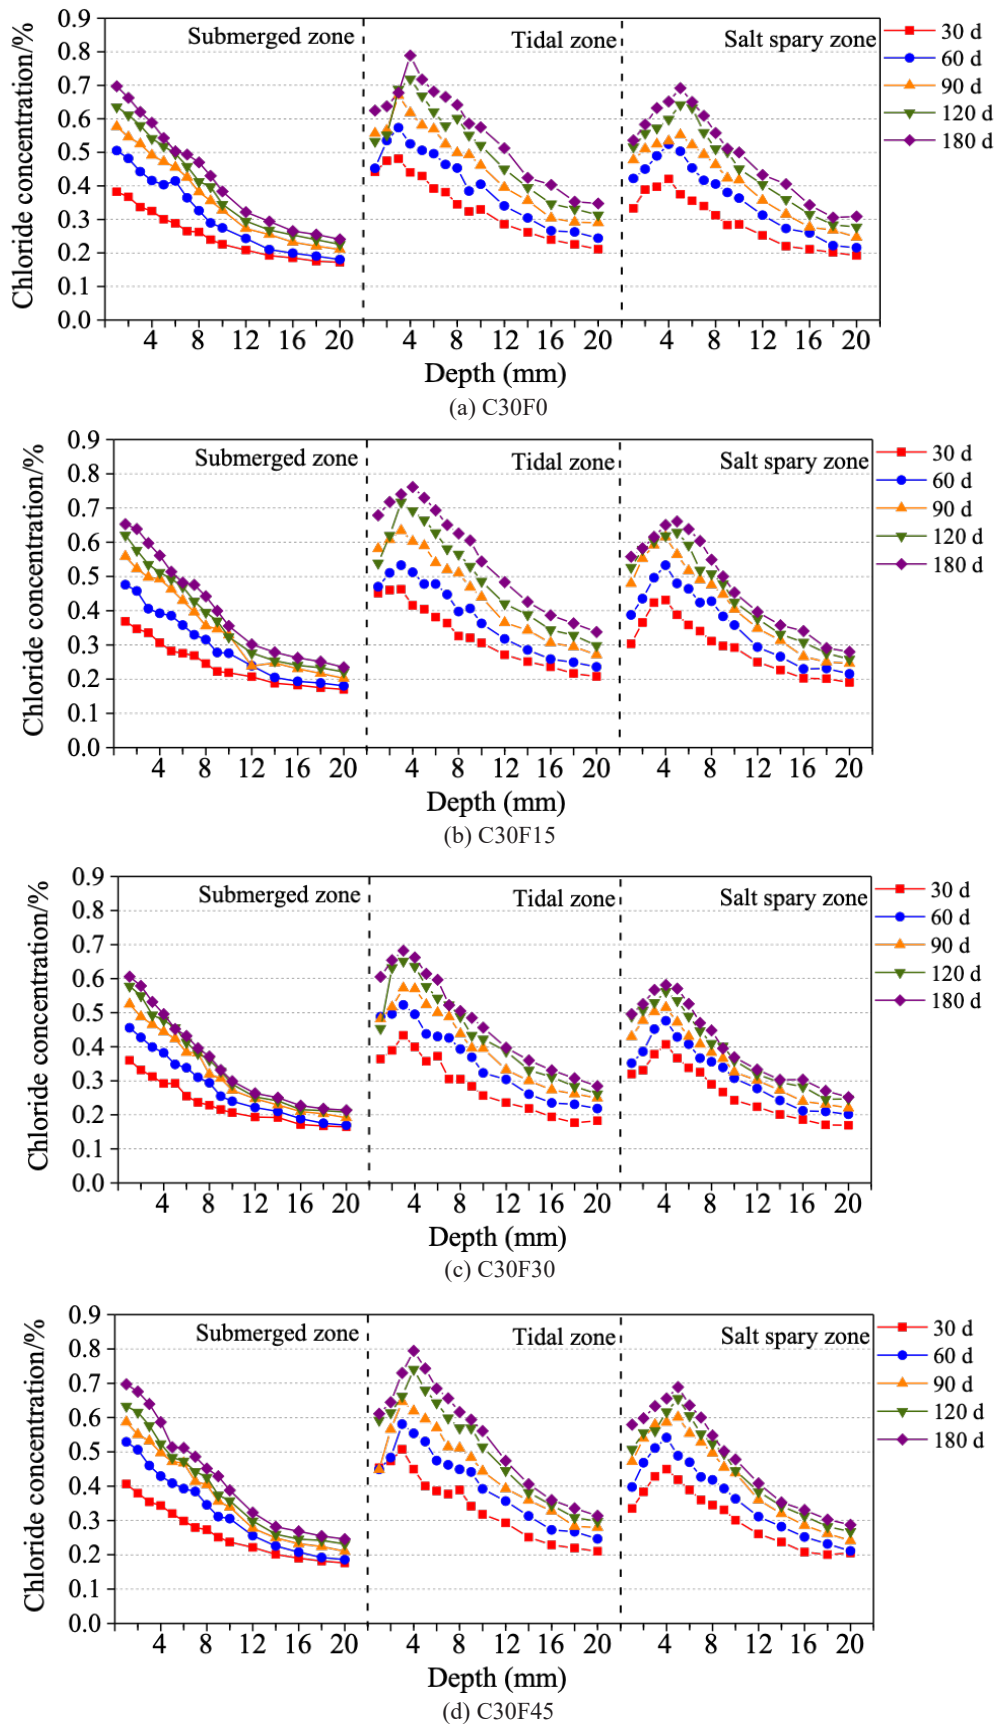 Chloride concentration/%
0.9
0.8
0.7
0.6
0.5
0.4
0.3
0.2
0.1
0.0
Submerged zone
Tidal zone
Salt spary zone
30 d
60 d
90 d
120 d
180 d
4 8 12 16 20 4 8 12 16 20 4 8 12 16 20
Depth (mm)
(a) C30F0
Chloride concentration/%
0.9
0.8
0.7
0.6
0.5
0.4
0.3
0.2
0.1
0.0
Submerged zone
Tidal zone
Salt spary zone
30 d
60 d
90 d
120 d
180 d
4 8 12 16 20 4 8 12 16 20 4 8 12 16 20
Depth (mm)
(b) C30F15
Chloride concentration/%
0.9
0.8
0.7
0.6
0.5
0.4
0.3
0.2
0.1
0.0
Submerged zone
Tidal zone
Salt spary zone
30 d
60 d
90 d
120 d
180 d
4 8 12 16 20 4 8 12 16 20 4 8 12 16 20
Depth (mm)
(c) C30F30
Chloride concentration/%
0.9
0.8
0.7
0.6
0.5
0.4
0.3
0.2
0.1
0.0
Submerged zone
Tidal zone
Salt spary zone
30 d
60 d
90 d
120 d
180 d
4 8 12 16 20 4 8 12 16 20 4 8 12 16 20
Depth (mm)
(d) C30F45